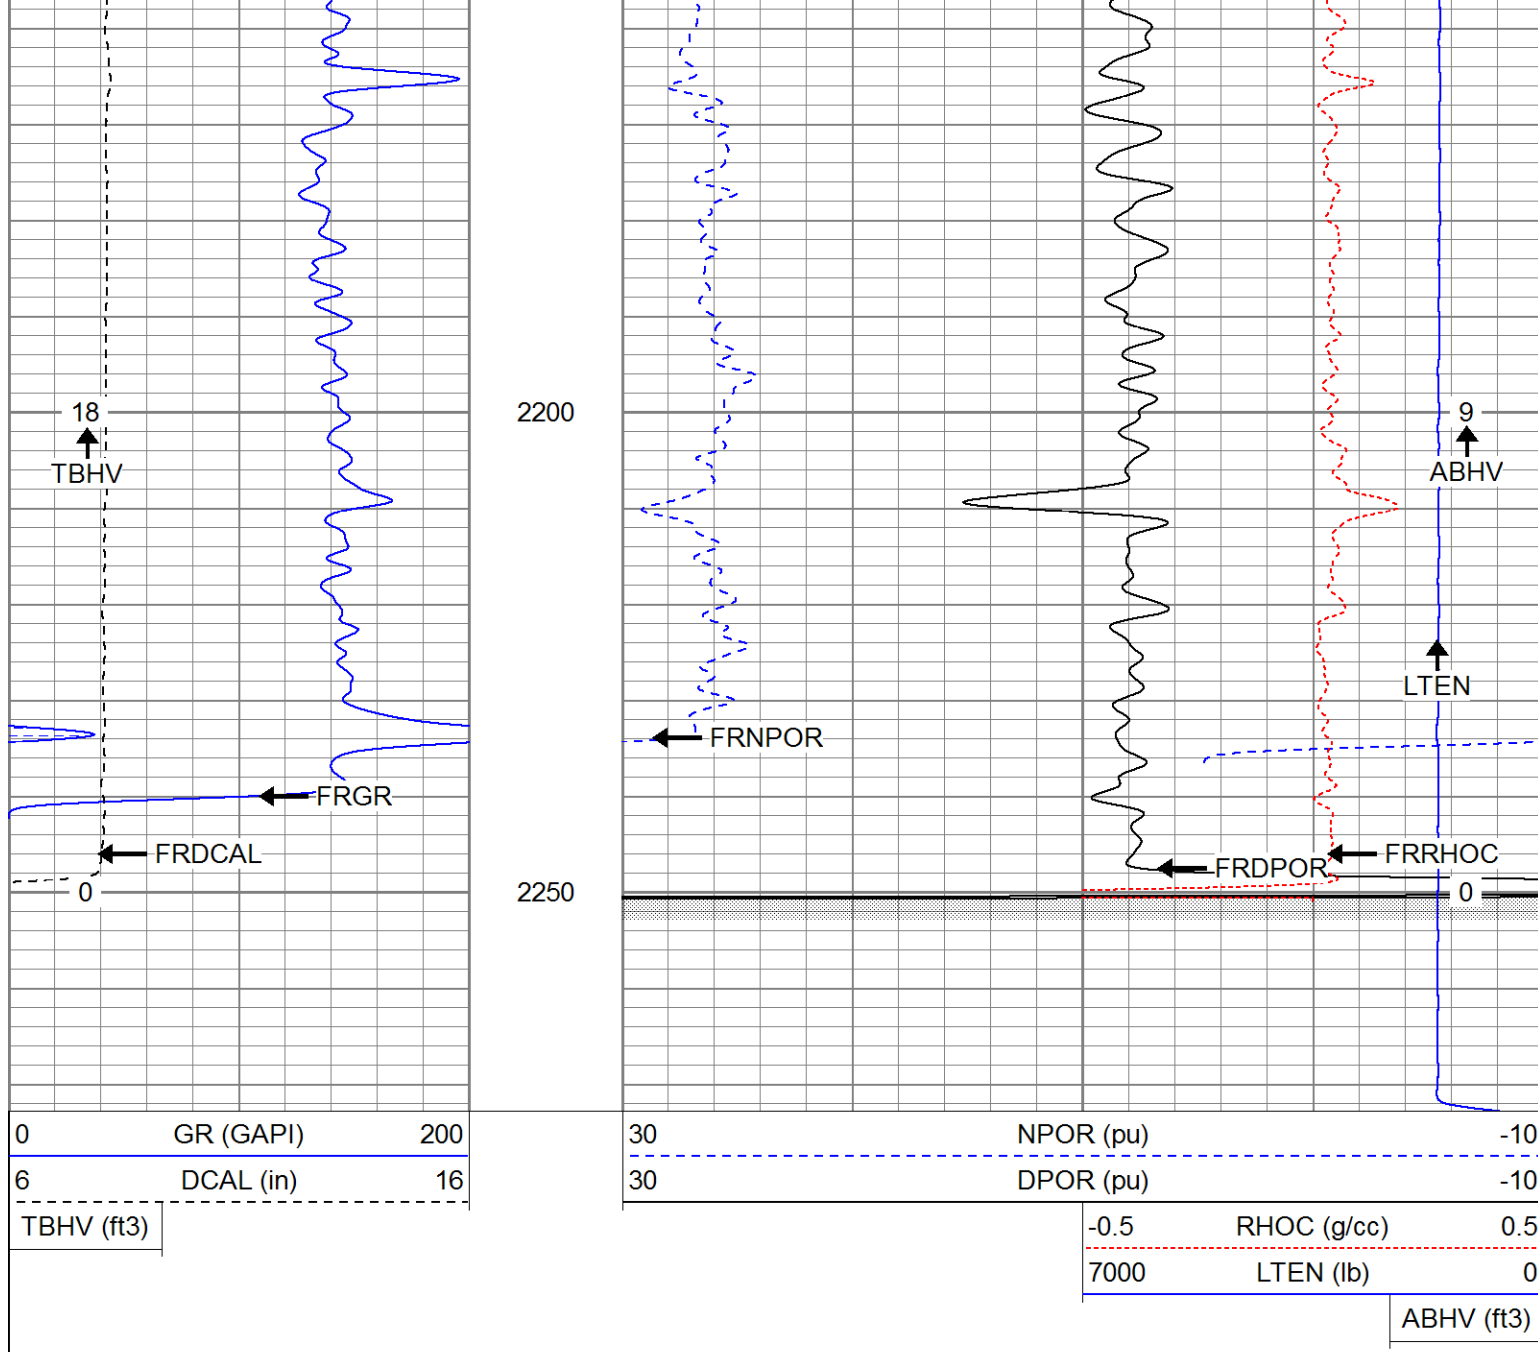 2200
18
9
TBHV
ABHV
LTEN
FRNPOR
FRGR
FRDCAL
FRRHOC
FRDPOR
0
2250
0
0 GR (GAPI) 200
30 NPOR (pu) -10
6 DCAL (in) 16
30 DPOR (pu) -10
TBHV (ft3)
-0.5 RHOC (g/cc) 0.5
7000 LTEN (lb) 0
ABHV (ft3)